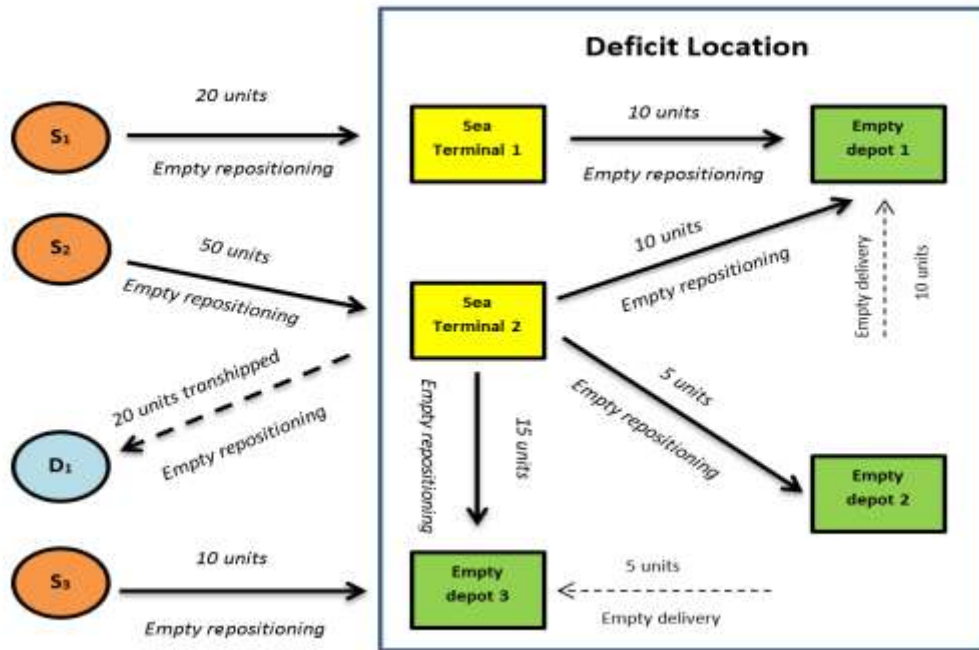 Deficit Location
S1
20 units
Empty repositioning
Sea
Terminal 1
10 units
Empty repositioning
Empty
depot 1
S2
50 units
Empty repositioning
Sea
Terminal 2
10 units
Empty repositioning
Empty delivery
10 units
20 units transhipped
Empty repositioning
D1
Empty repositioning
15 units
5 units
Empty repositioning
Empty
depot 2
S3
10 units
Empty repositioning
Empty
depot 3
5 units
Empty delivery